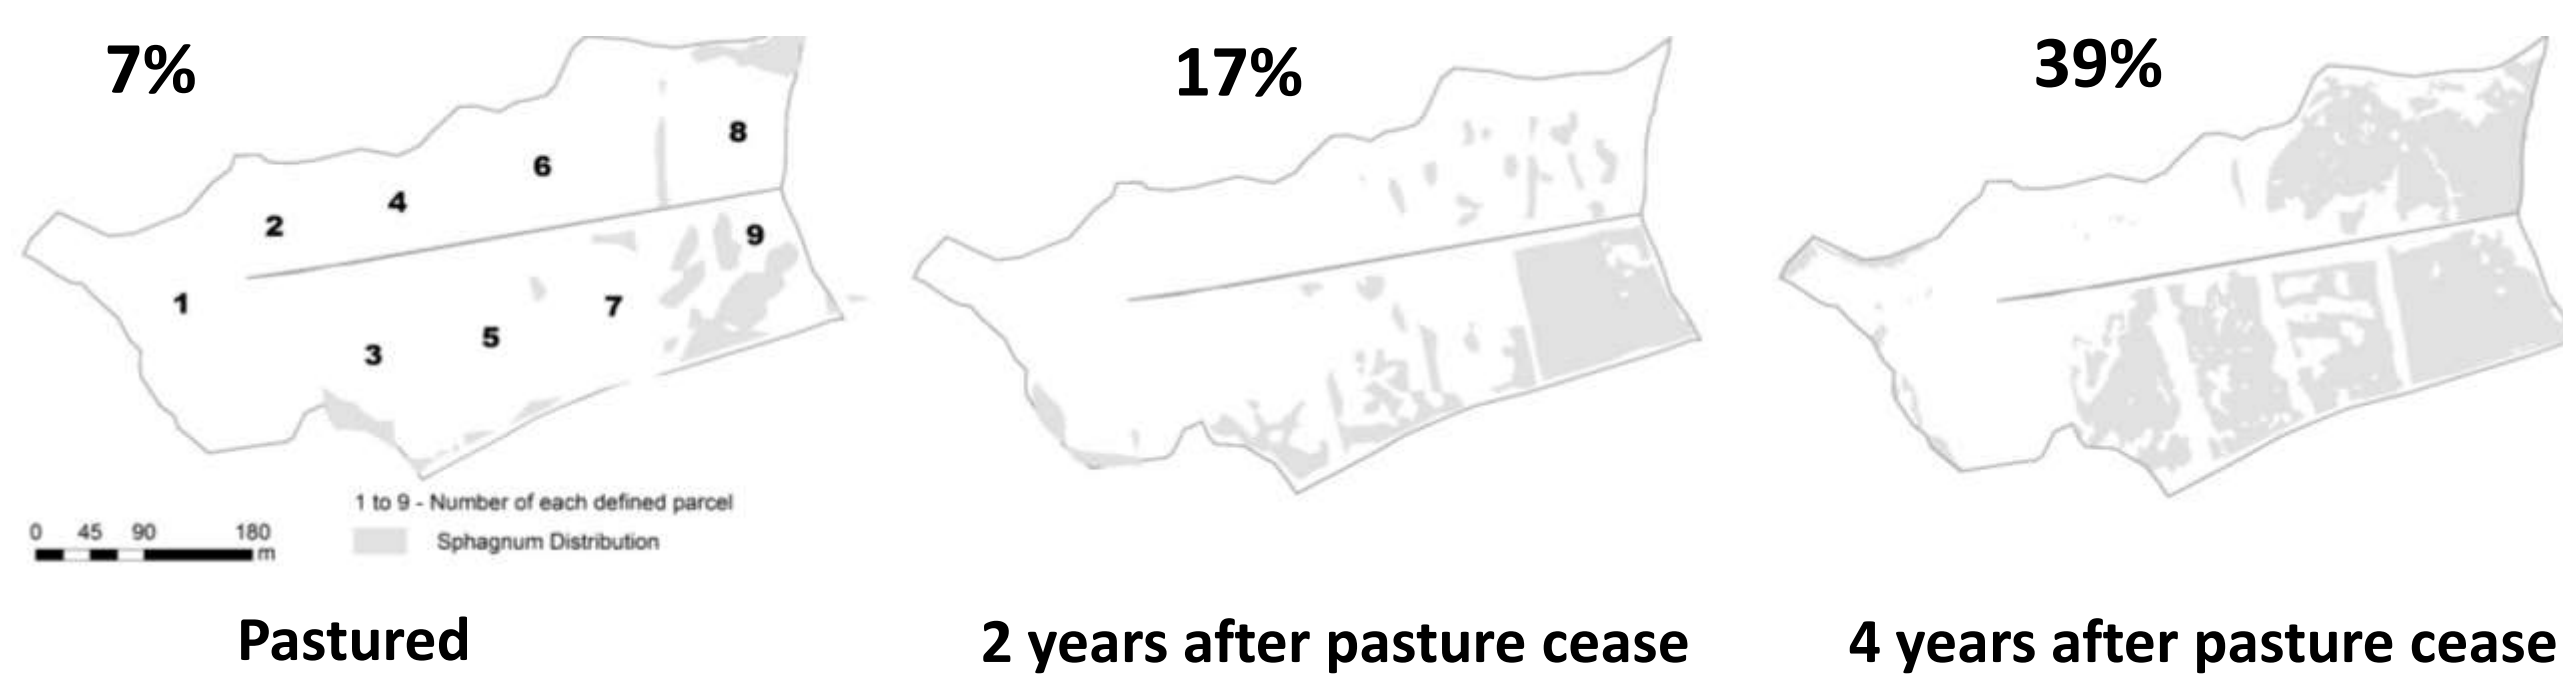 7%
17%
39%
8
6
4
2
9
1
7
5
3
1 to 9 - Number of each defined parcel
0 45 90 180
m
Sphagnum Distribution
Pastured
2 years after pasture cease
4 years after pasture cease